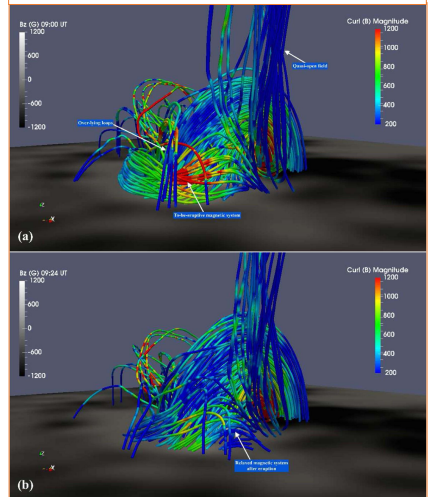 Bz (G) 09:00 UT
1200
600
0
-600
-1200
Curl (B) Magnitude
1200
1000
800
600
400
200
Quasi-open field
Over-lying loops
To-be-eruptive magnetic system
Z
X
(a)
Bz (G) 09:24 UT
1200
600
0
-600
-1200
Curl (B) Magnitude
1200
1000
800
600
400
200
Relaxed magnetic system
after eruption
Z
X
(b)